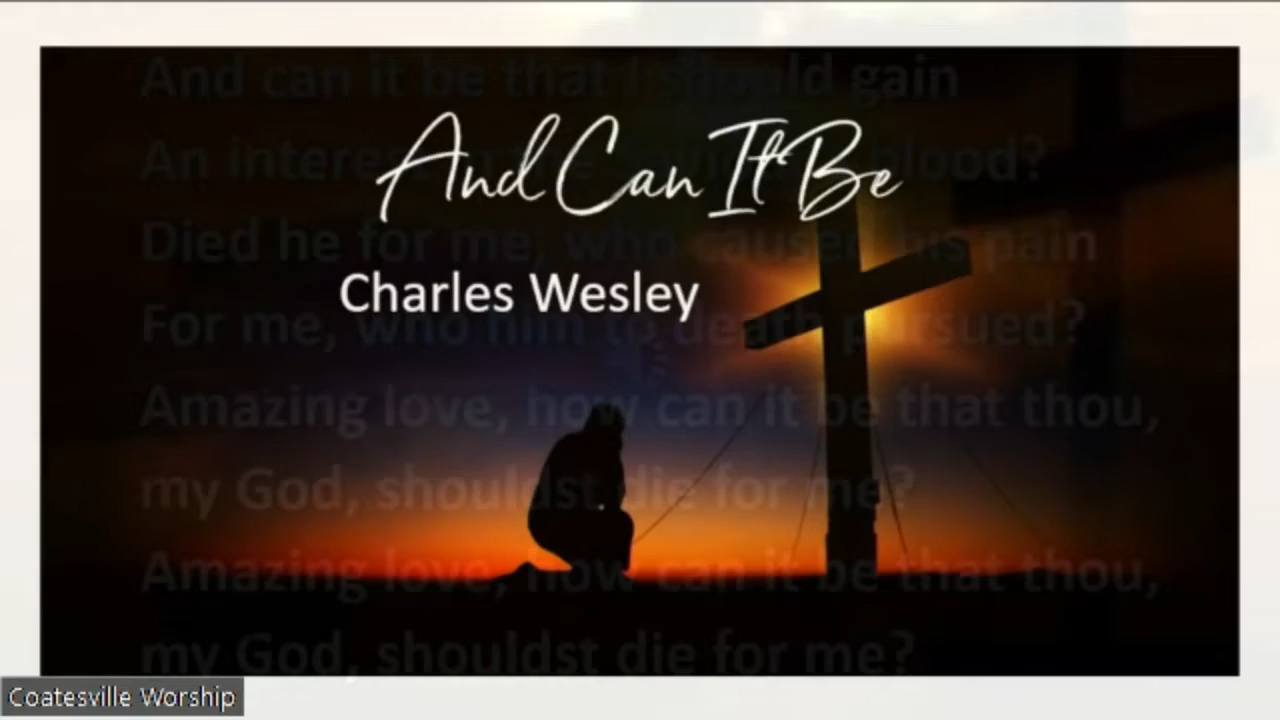 And Can It Be
Charles Wesley
And can it be that I should gain
An interest blood?
Died he for me, who caused his pain
For me, who him to death pursued?
Amazing love, how can it be that thou,
my God, shouldst die for me?
Amazing love, how can it be that thou,
my God, shouldst die for me?
Coatesville Worship